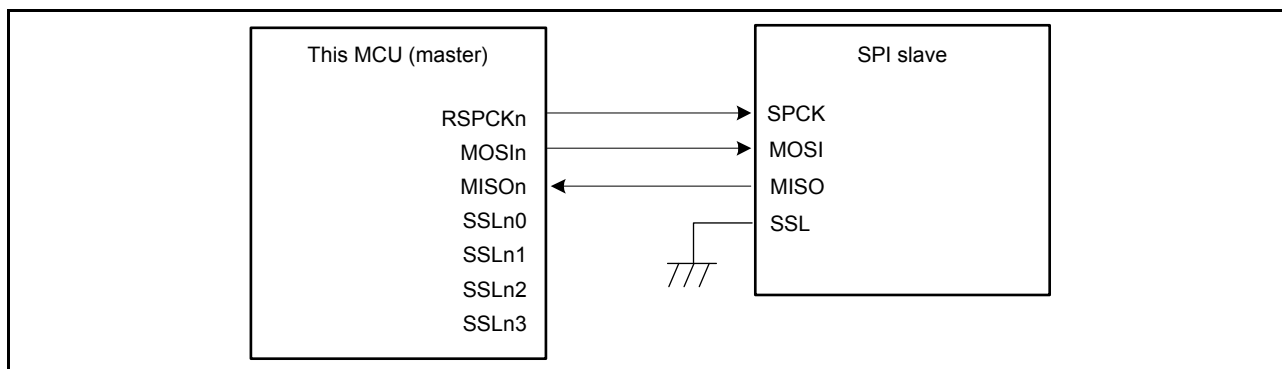 This MCU (master)
RSPCKn
MOSIn
MISOn
SSLn0
SSLn1
SSLn2
SSLn3
SPI slave
SPCK
MOSI
MISO
SSL